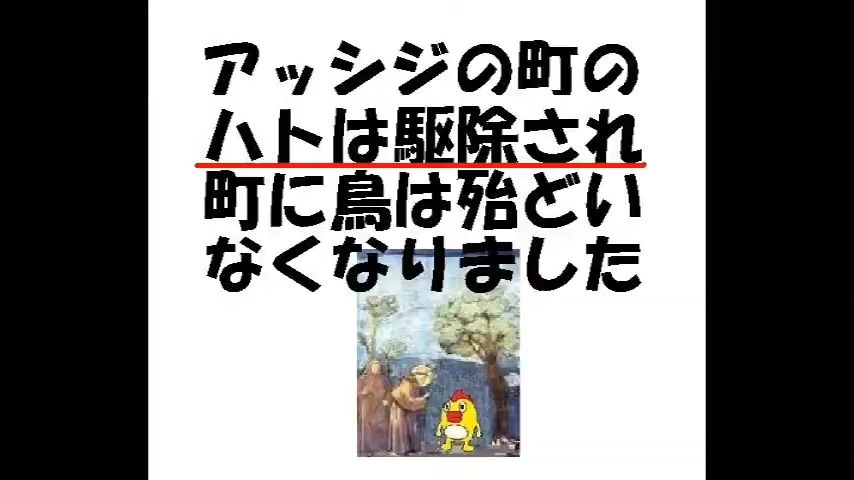 アッシジの町の
ハトは駆除され
町に鳥は殆どい
なくなりました